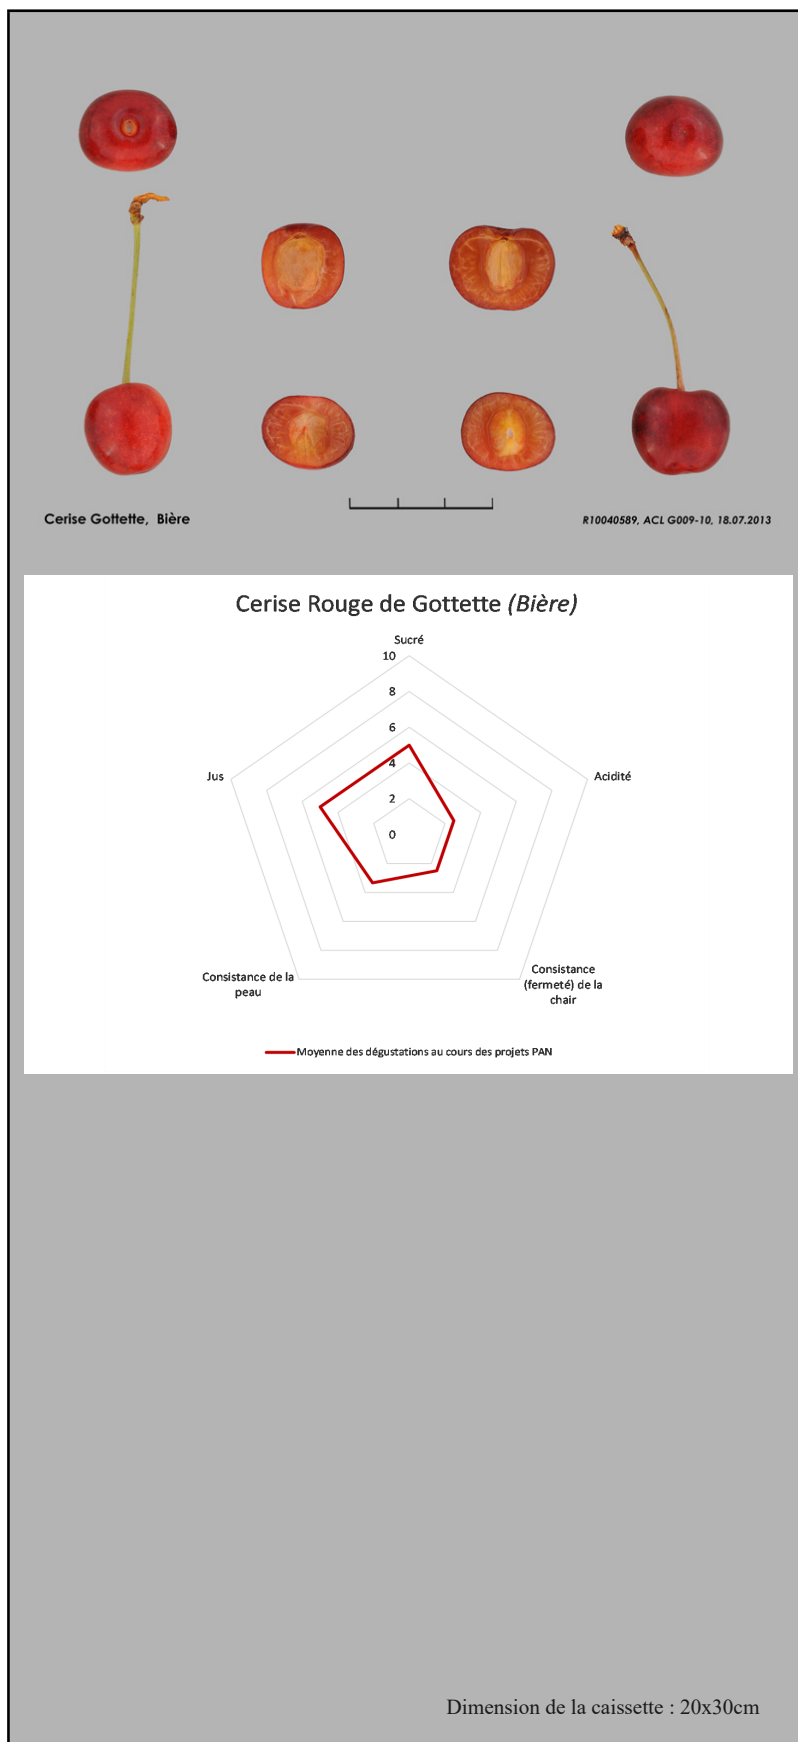 Cerise Gottette, Bière
R10040589, ACL G009-10, 18.07.2013
Cerise Rouge de Gottette (Bière)
Sucré
10
8
6
4
2
0
Jus
Acidité
Consistance de la
peau
Consistance
(fermeté) de la
chair
Moyenne des dégustations au cours des projets PAN
Dimension de la caissette : 20x30cm